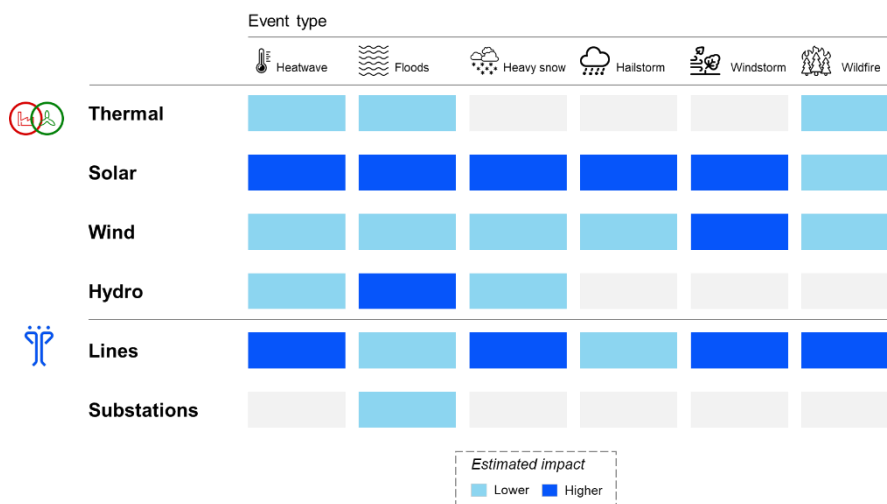 Event type
Heatwave Floods Heavy snow Hailstorm Windstorm Wildfire
Thermal
Solar
Wind
Hydro
Lines
Substations
Estimated impact
Lower Higher